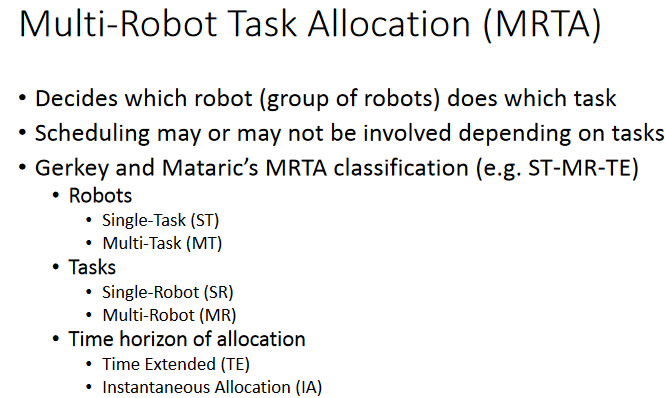 Multi-Robot Task Allocation (MRTA)
• Decides which robot (group of robots) does which task
• Scheduling may or may not be involved depending on tasks
• Gerkey and Mataric's MRTA classification (e.g. ST-MR-TE)
• Robots
• Single-Task (ST)
• Multi-Task (MT)
• Tasks
• Single-Robot (SR)
• Multi-Robot (MR)
• Time horizon of allocation
• Time Extended (TE)
• Instantaneous Allocation (IA)